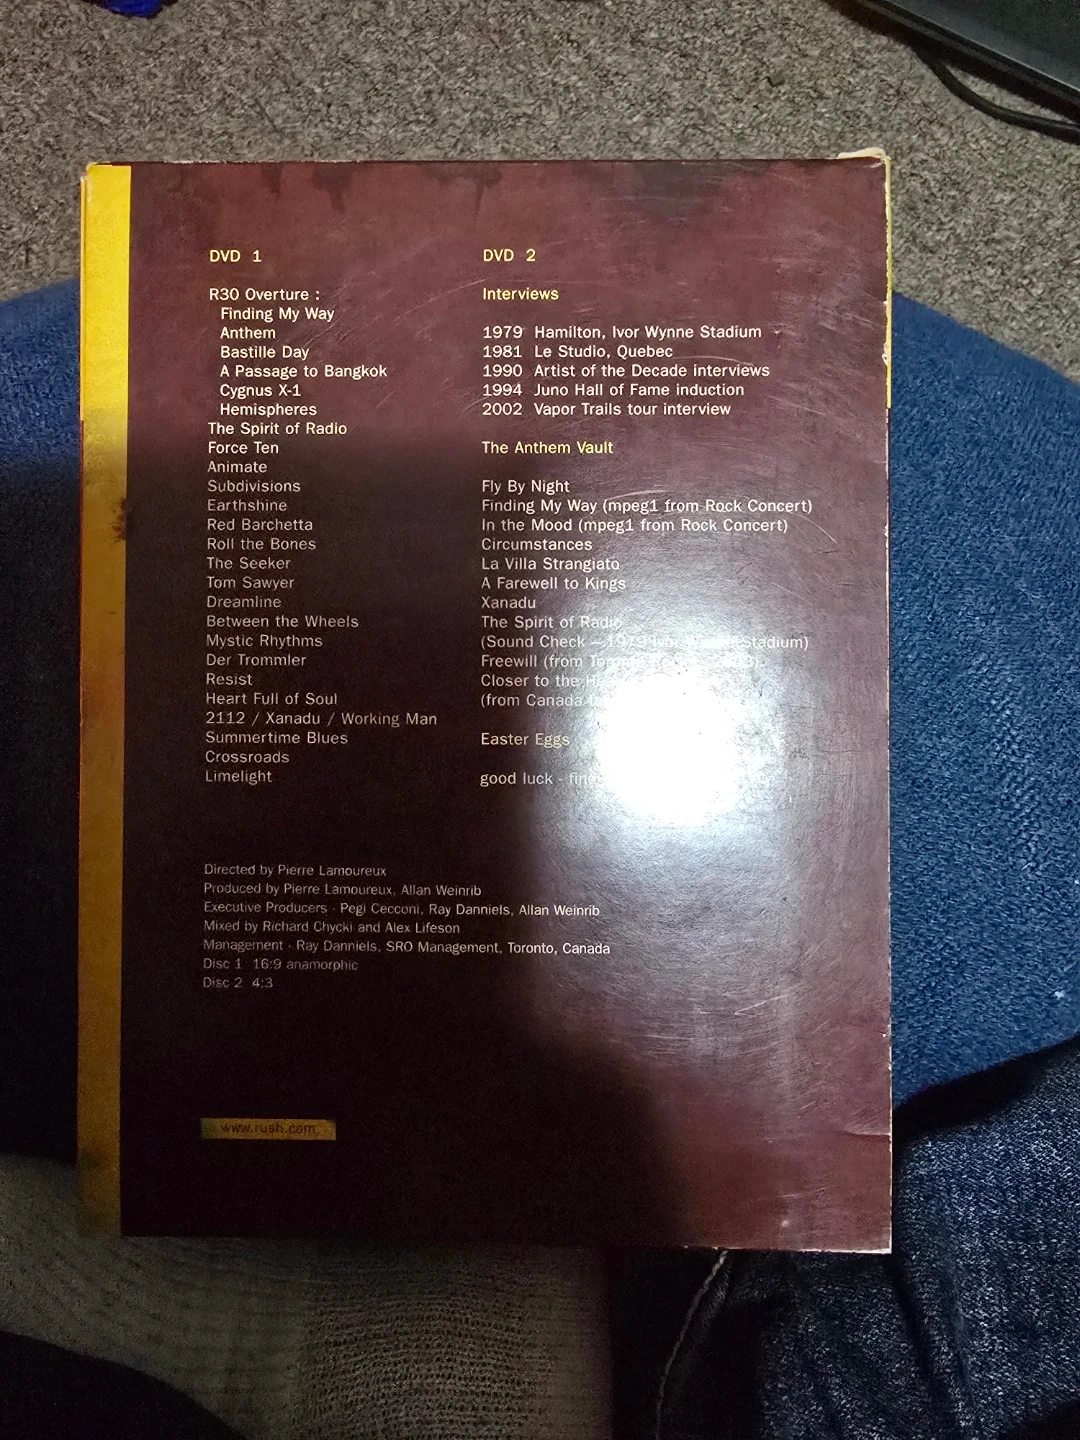 DVD 1
R30 Overture :
Finding My Way
Anthem
Bastille Day
A Passage to Bangkok
Cygnus X-1
Hemispheres
The Spirit of Radio
Force Ten
Animate
Subdivisions
Earthshine
Red Barchetta
Roll the Bones
The Seeker
Tom Sawyer
Dreamline
Between the Wheels
Mystic Rhythms
Der Trommler
Resist
Heart Full of Soul
2112 / Xanadu / Working Man
Summertime Blues
Crossroads
Limelight
DVD 2
Interviews
1979 Hamilton, Ivor Wynne Stadium
1981 Le Studio, Quebec
1990 Artist of the Decade interviews
1994 Juno Hall of Fame induction
2002 Vapor Trails tour interview
The Anthem Vault
Fly By Night
Finding My Way (mpeg1 from Rock Concert)
In the Mood (mpeg1 from Rock Concert)
Circumstances
La Villa Strangiato
A Farewell to Kings
Xanadu
The Spirit of Radio
(Sound Check – 1979 Ivor Stadium)
Freewill (from
Closer to the
(from Canada
Easter Eggs
good luck -
Directed by Pierre Lamoureux
Produced by Pierre Lamoureux, Allan Weinrib
Executive Producers - Pegi Cecconi, Ray Danniels, Allan Weinrib
Mixed by Richard Chycki and Alex Lifeson
Management - Ray Danniels, SRO Management, Toronto, Canada
Disc 1 16:9 anamorphic
Disc 2 4:3
www.rush.com